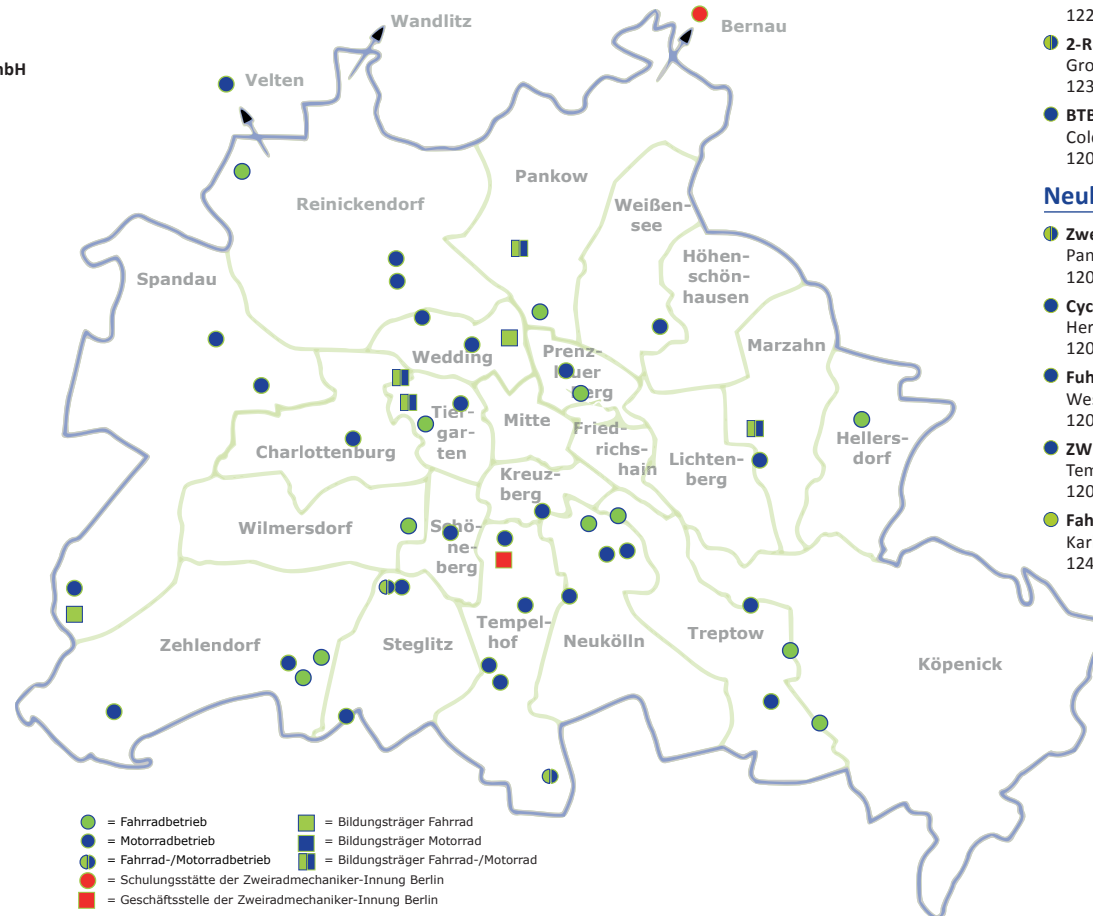 mbH
Wandlitz
Bernau
Velten
Pankow
Reinickendorf
Weißen-
see
Höhen-
schön-
hausen
Spandau
Marzahn
Wedding
Prenz-
lauer
Berg
Tier-
gar-
ten
Mitte
Fried-
richs-
hain
Charlottenburg
Lichten-
berg
Hellers-
dorf
Kreuz-
berg
Wilmersdorf
Schö-
ne-
berg
Zehlendorf
Steglitz
Tempel-
hof
Neukölln
Treptow
Köpenick
= Fahrradbetrieb
= Motorradbetrieb
= Fahrrad-/Motorradbetrieb
= Schulungsstätte der Zweiradmechaniker-Innung Berlin
= Geschäftsstelle der Zweiradmechaniker-Innung Berlin
= Bildungsträger Fahrrad
= Bildungsträger Motorrad
= Bildungsträger Fahrrad-/Motorrad
122
2-R
Gro
123
BTB
Col
120
Neu
Zwe
Pan
120
Cyc
Her
120
Fuh
Wes
120
ZW
Tem
120
Fah
Kar
124